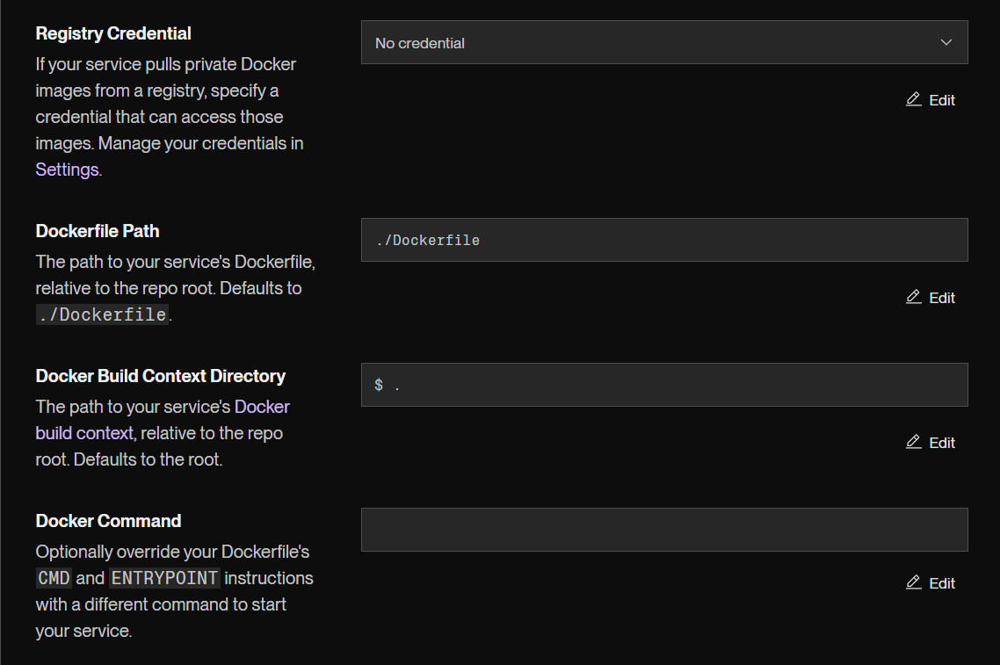 Registry Credential
No credential
If your service pulls private Docker
images from a registry, specify a
credential that can access those
images. Manage your credentials in
Settings.
Edit
Dockerfile Path
./Dockerfile
The path to your service's Dockerfile,
relative to the repo root. Defaults to
./Dockerfile.
Edit
Docker Build Context Directory
$ .
The path to your service's Docker
build context, relative to the repo
root. Defaults to the root.
Edit
Docker Command
Optionally override your Dockerfile's
CMD and ENTRYPOINT instructions
with a different command to start
your service.
Edit